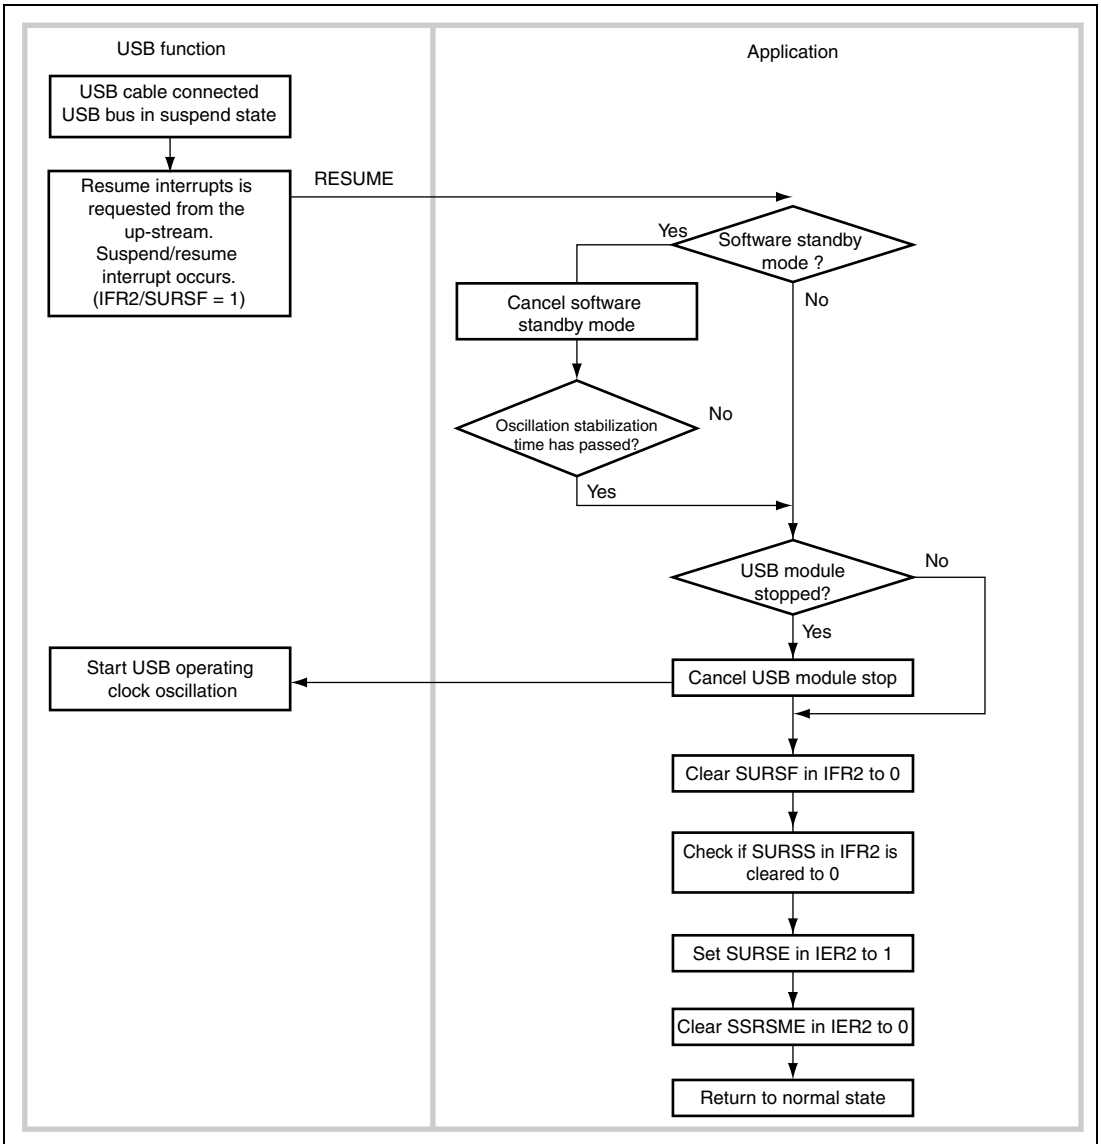 USB function
Application
USB cable connected
USB bus in suspend state
Resume interrupts is
requested from the
up-stream.
Suspend/resume
interrupt occurs.
(IFR2/SURSF = 1)
RESUME
Software standby
mode ?
Yes
No
Cancel software
standby mode
Oscillation stabilization
time has passed?
No
Yes
USB module
stopped?
No
Yes
Start USB operating
clock oscillation
Cancel USB module stop
Clear SURSF in IFR2 to 0
Check if SURSS in IFR2 is
cleared to 0
Set SURSE in IER2 to 1
Clear SSRSME in IER2 to 0
Return to normal state